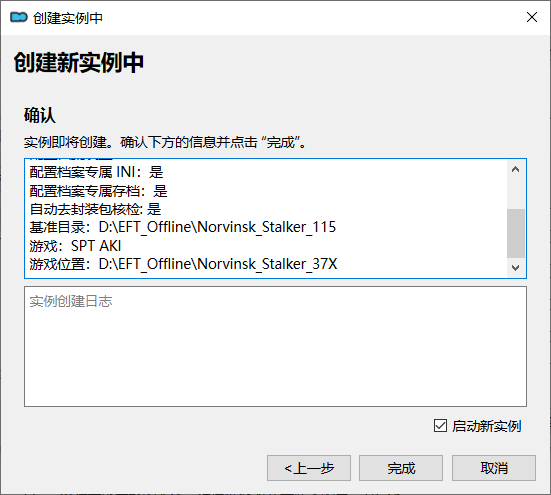 创建实例中
创建新实例中
确认
实例即将创建。确认下方的信息并点击 “完成”。
配置档案专属 INI：是
配置档案专属存档：是
自动去封装包核检: 是
基准目录：D:\EFT_Offline\Norvinsk_Stalker_115
游戏：SPT AKI
游戏位置：D:\EFT_Offline\Norvinsk_Stalker_37X
实例创建日志
启动新实例
<上一步
完成
取消